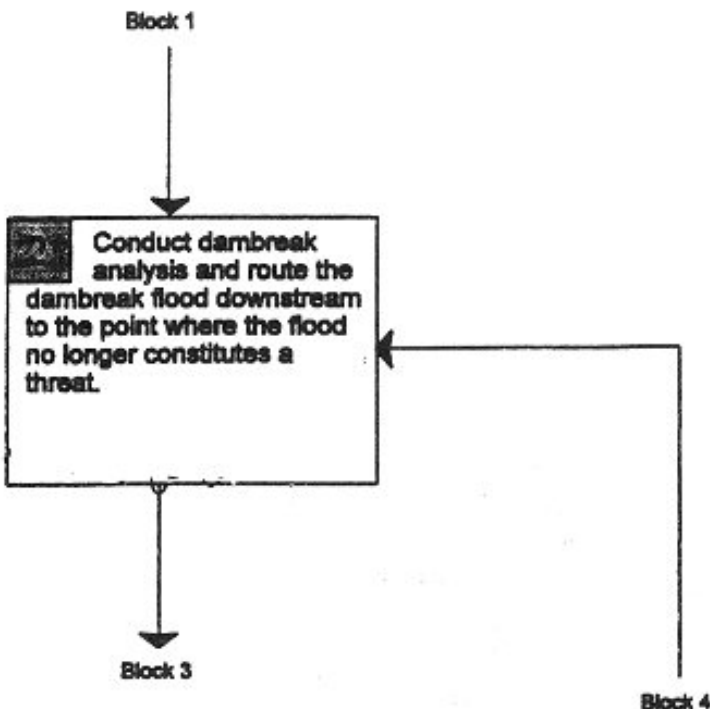 Block 1
Conduct dambreak
analysis and route the
dambreak flood downstream
to the point where the flood
no longer constitutes a
threat.
Block 3
Block 4